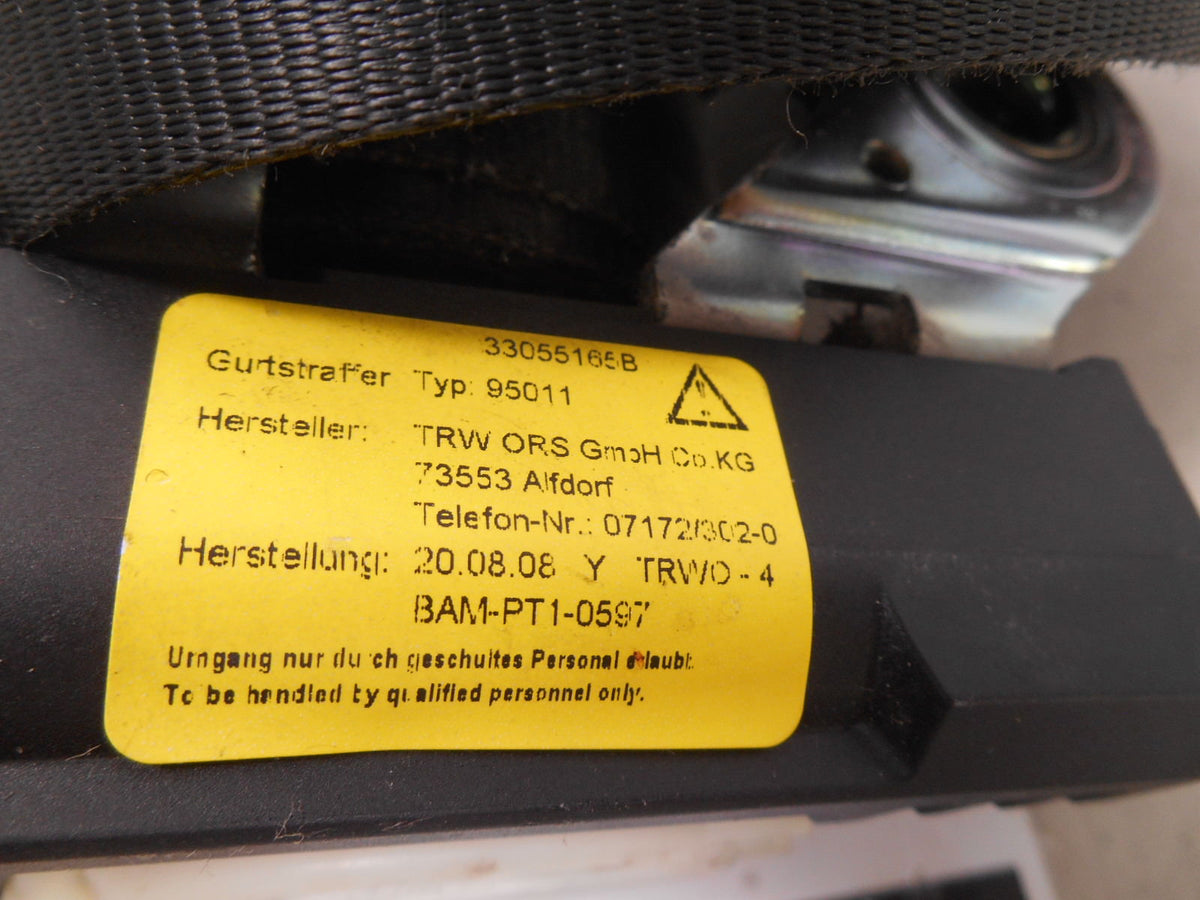 33055165B
Gurtstraffer Typ: 95011
Hersteller: TRW ORS GmbH Co.KG
73553 Alfdorf
Telefon-Nr.: 07172/302-0
Herstellung: 20.08.08 Y TRWO - 4
BAM-PT1-0597
Umgang nur durch geschultes Personal erlaubt.
To be handled by qualified personnel only.